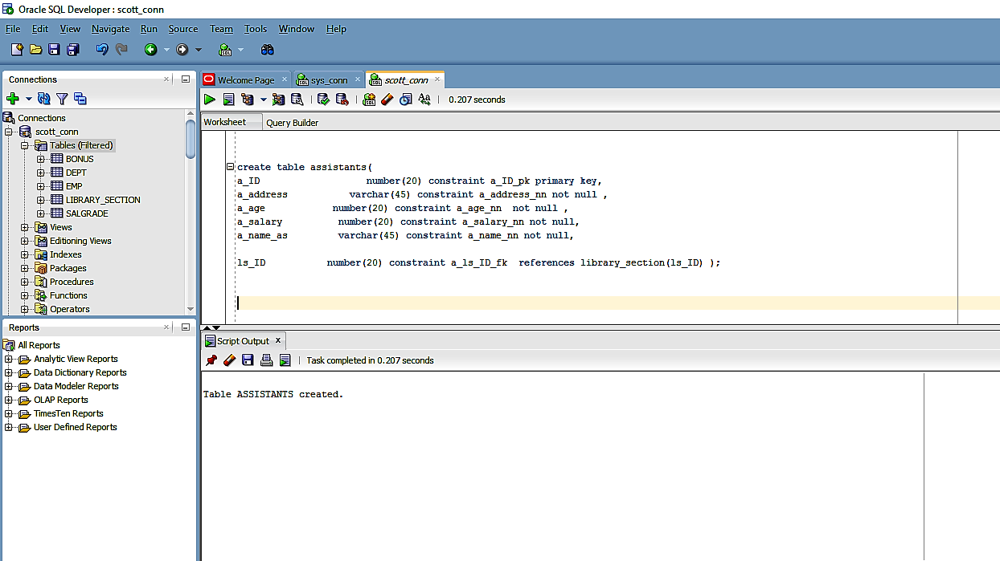 Oracle SQL Developer : scott_conn
File Edit View Navigate Run Source Team Tools Window Help
Connections
Connections
scott_conn
Tables (Filtered)
BONUS
DEPT
EMP
LIBRARY_SECTION
SALGRADE
Views
Editioning Views
Indexes
Packages
Procedures
Functions
Operators
Reports
All Reports
Analytic View Reports
Data Dictionary Reports
Data Modeler Reports
OLAP Reports
TimesTen Reports
User Defined Reports
Welcome Page sys_conn scott_conn
0.207 seconds
Worksheet Query Builder
create table assistants(
a_ID number(20) constraint a_ID_pk primary key,
a_address varchar(45) constraint a_address_nn not null ,
a_age number(20) constraint a_age_nn not null ,
a_salary number(20) constraint a_salary_nn not null,
a_name_as varchar(45) constraint a_name_nn not null,
ls_ID number(20) constraint a_ls_ID_fk references library_section(ls_ID) );
Script Output x
Task completed in 0.207 seconds
Table ASSISTANTS created.